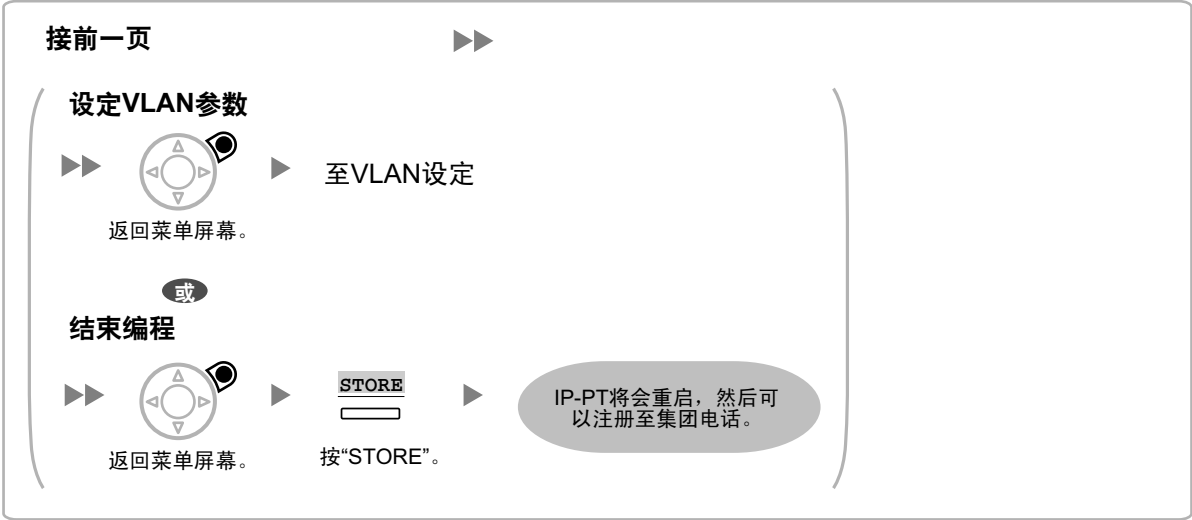 接前一页
设定VLAN参数
至VLAN设定
返回菜单屏幕。
或
结束编程
STORE
IP-PT将会重启，然后可
以注册至集团电话。
返回菜单屏幕。
按“STORE”。